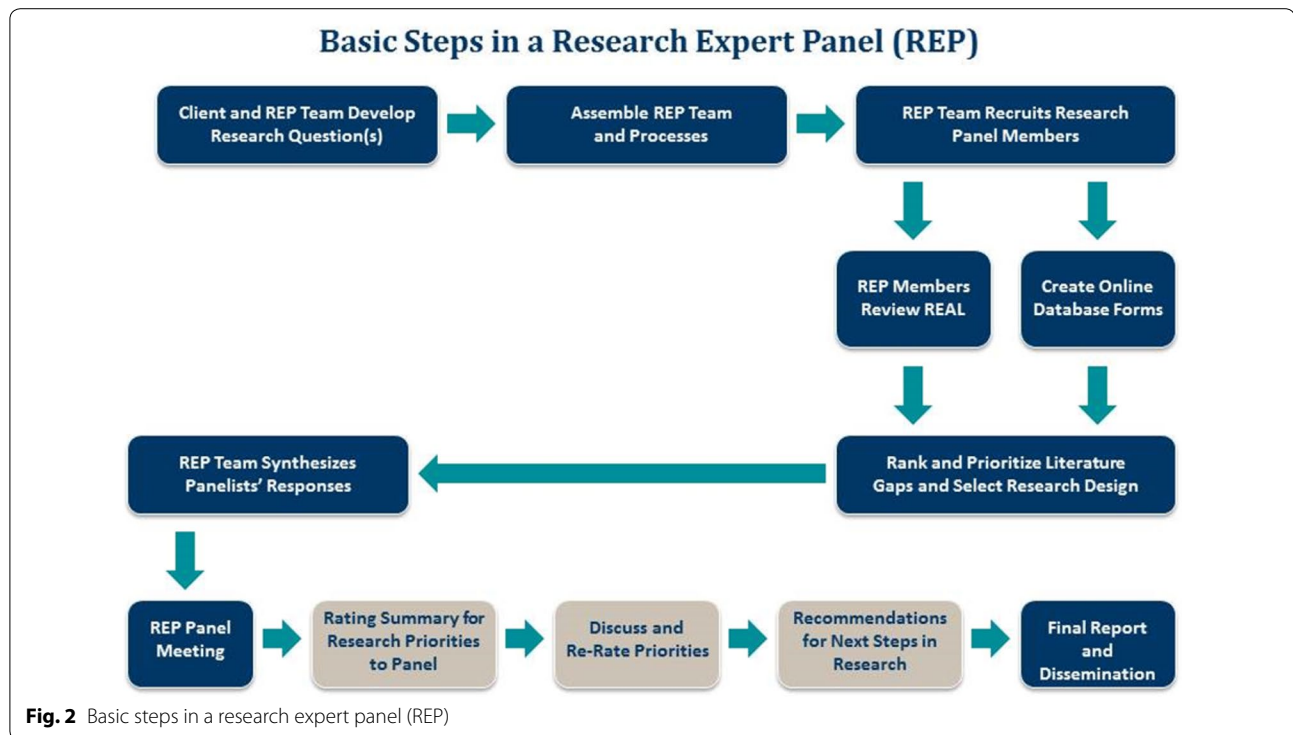 Basic Steps in a Research Expert Panel (REP)
Client and REP Team Develop
Research Question(s)
Assemble REP Team
and Processes
REP Team Recruits Research
Panel Members
REP Members
Review REAL
Create Online
Database Forms
Rank and Prioritize Literature
Gaps and Select Research Design
REP Team Synthesizes
Panelists' Responses
REP Panel
Meeting
Rating Summary for
Research Priorities
to Panel
Discuss and
Re-Rate Priorities
Recommendations
for Next Steps in
Research
Final Report
and
Dissemination
Fig. 2 Basic steps in a research expert panel (REP)